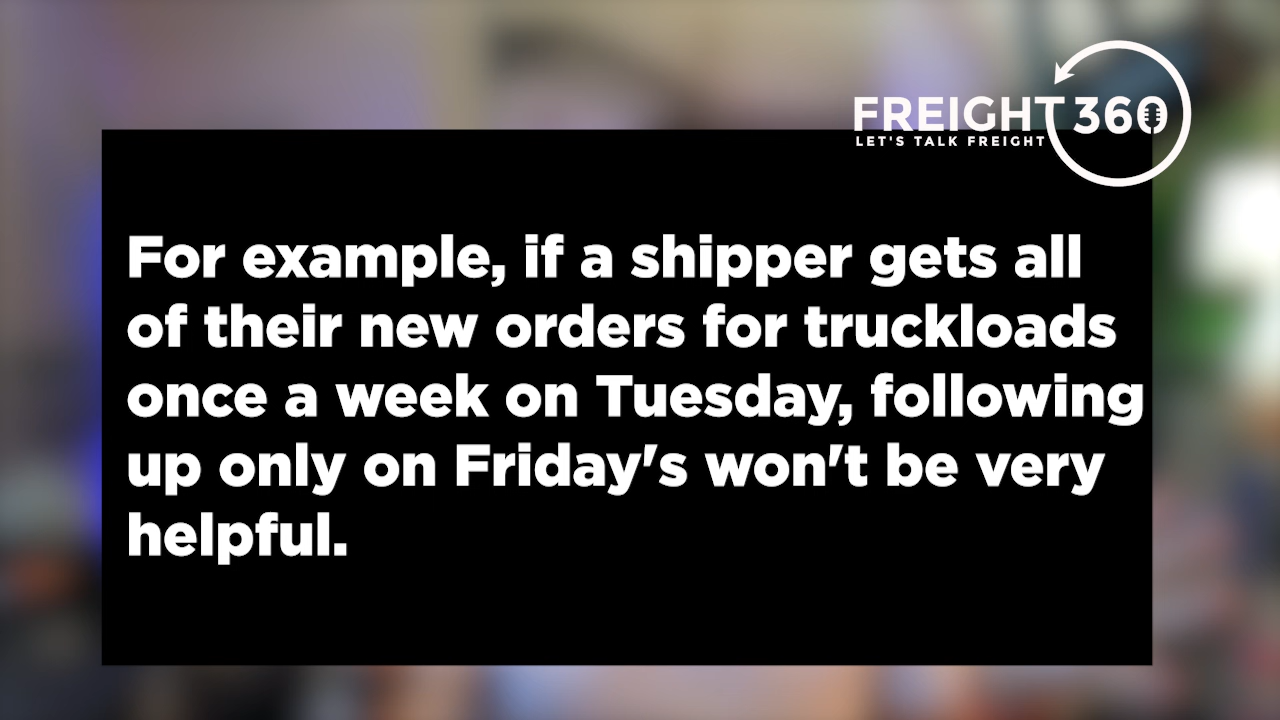 FREIGHT 360
LET'S TALK FREIGHT
For example, if a shipper gets all
of their new orders for truckloads
once a week on Tuesday, following
up only on Friday's won't be very
helpful.